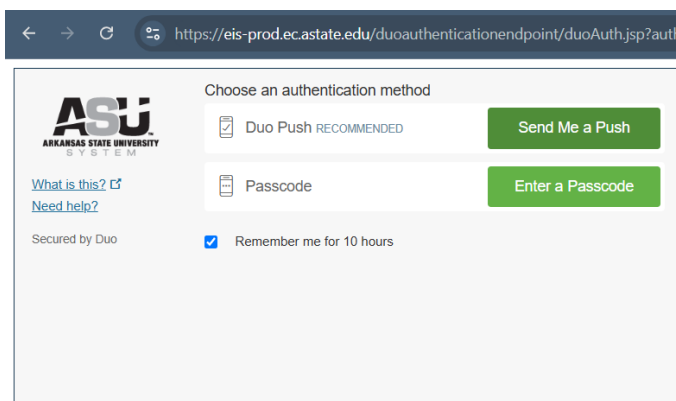 https://eis-prod.ec.astate.edu/duoauthenticationendpoint/duoAuth.jsp?aut
ASU
ARKANSAS STATE UNIVERSITY
SYSTEM
What is this?
Need help?
Secured by Duo
Choose an authentication method
Duo Push RECOMMENDED
Send Me a Push
Passcode
Enter a Passcode
Remember me for 10 hours